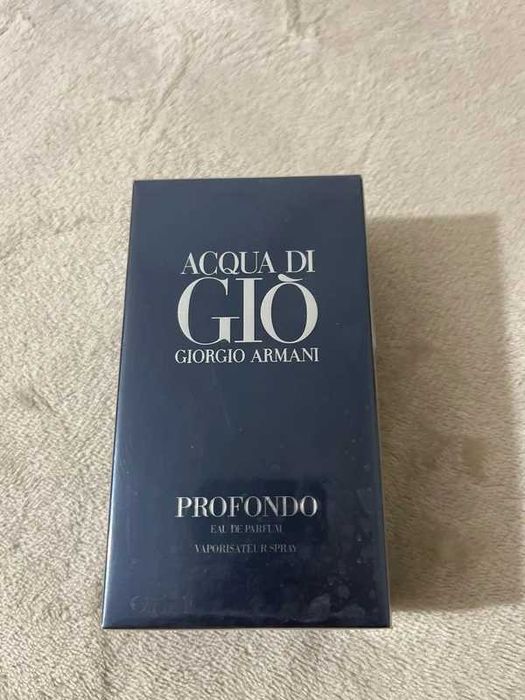 ACQUA DI
GIÒ
GIORGIO ARMANI
PROFONDO
EAU DE PARFUM
VAPORISATEUR SPRAY